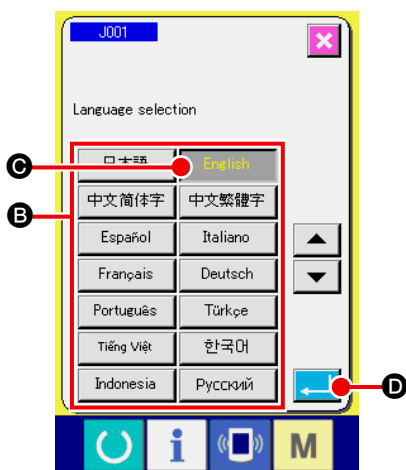 J001
Language selection
日本語 English
中文简体字 中文繁體字
Español Italiano
Français Deutsch
Português Türkçe
Tiếng Việt 한국어
Indonesia Русский
C
B
D
i M